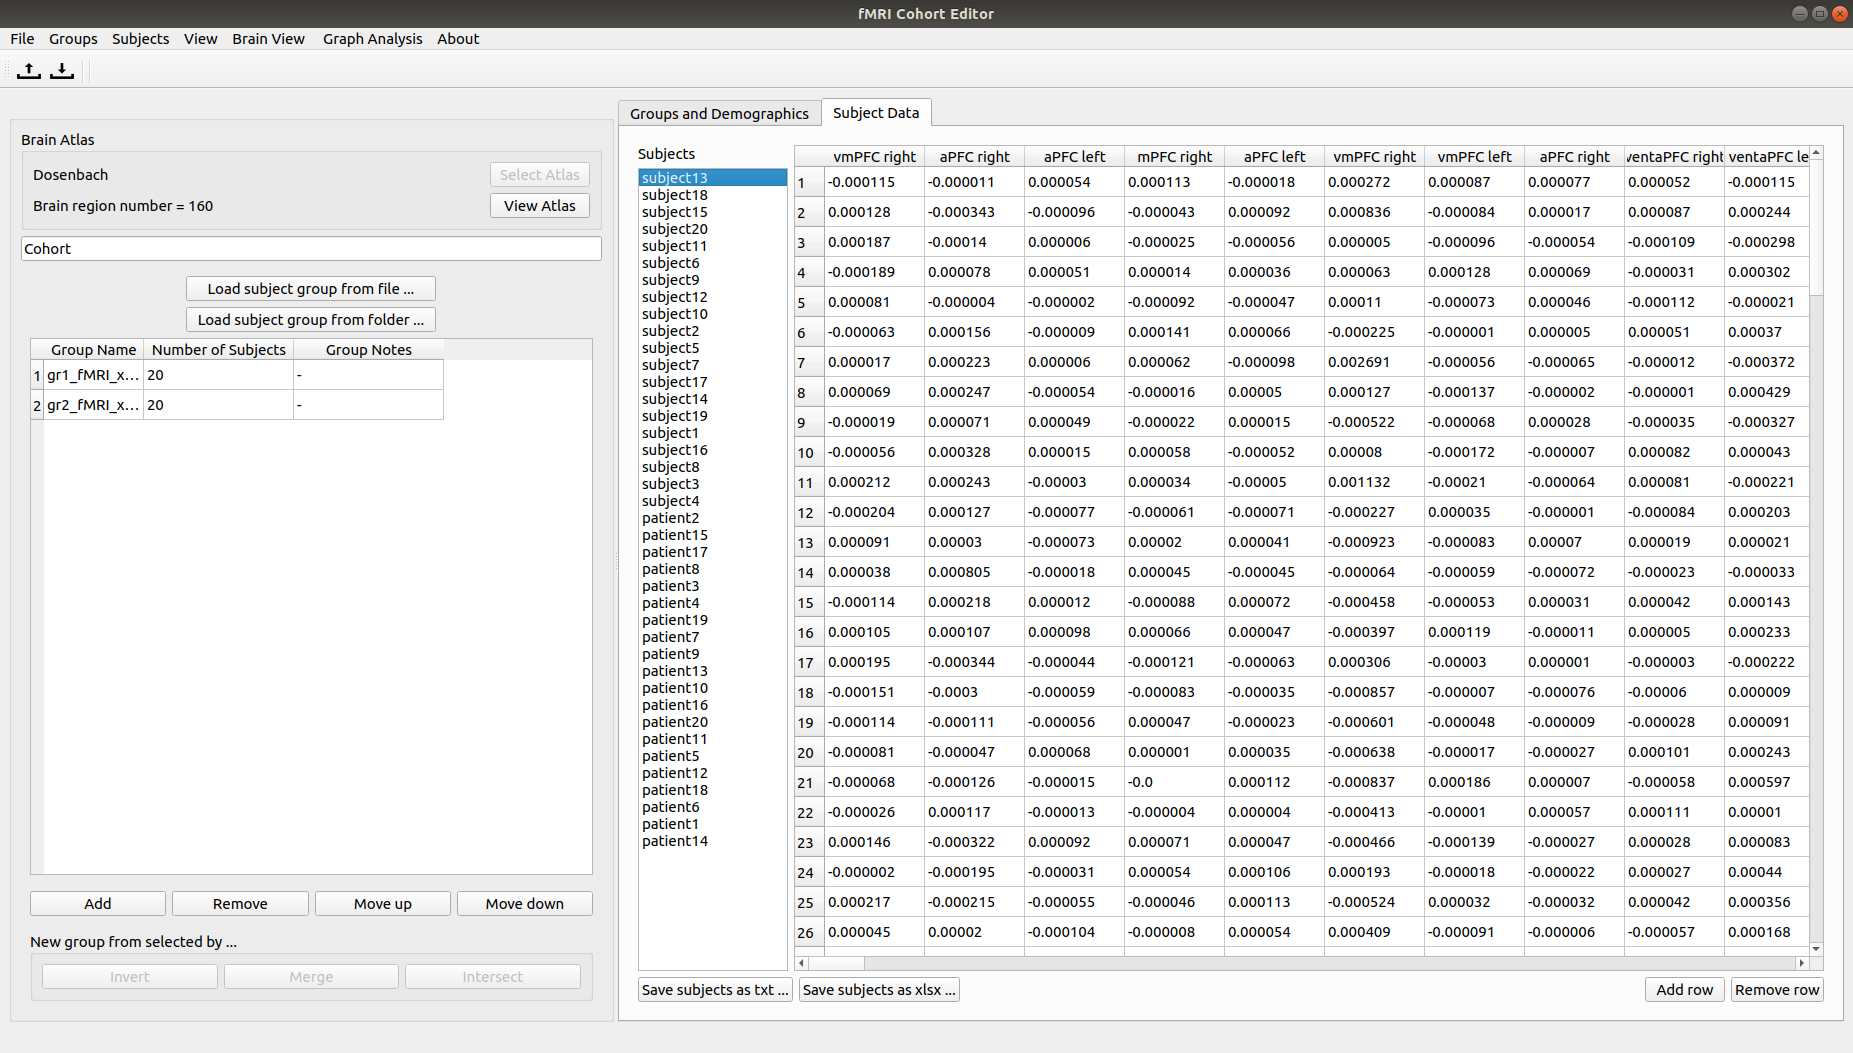 fMRI Cohort Editor
File Groups Subjects View Brain View Graph Analysis About
Brain Atlas
Dosenbach Select Atlas
Brain region number = 160 View Atlas
Cohort
Load subject group from file ...
Load subject group from folder ...
Group Name Number of Subjects Group Notes
1 gr1_fMRI_x... 20 -
2 gr2_fMRI_x... 20 -
Add Remove Move up Move down
New group from selected by ...
Invert Merge Intersect
Groups and Demographics Subject Data
Subjects
subject13
subject18
subject15
subject20
subject11
subject6
subject9
subject12
subject10
subject2
subject5
subject7
subject17
subject14
subject19
subject1
subject16
subject8
subject3
subject4
patient2
patient15
patient17
patient8
patient3
patient4
patient19
patient7
patient9
patient13
patient10
patient16
patient20
patient11
patient5
patient12
patient18
patient6
patient1
patient14
vmPFC right aPFC right aPFC left mPFC right aPFC left vmPFC right vmPFC left aPFC right ventaPFC right ventaPFC le
1 -0.000115 -0.000011 0.000054 0.000113 -0.000018 0.000272 0.000087 0.000077 0.000052 -0.000115
2 0.000128 -0.000343 -0.000096 -0.000043 0.000092 0.000836 -0.000084 0.000017 0.000087 0.000244
3 0.000187 -0.00014 0.000006 -0.000025 -0.000056 0.000005 -0.000096 -0.000054 -0.000109 -0.000298
4 -0.000189 0.000078 0.000051 0.000014 0.000036 0.000063 0.000128 0.000069 -0.000031 0.000302
5 0.000081 -0.000004 -0.000002 -0.000092 -0.000047 0.00011 -0.000073 0.000046 -0.000112 -0.000021
6 -0.000063 0.000156 -0.000009 0.000141 0.000066 -0.000225 -0.000001 0.000005 0.000051 0.00037
7 0.000017 0.000223 0.000006 0.000062 -0.000098 0.002691 -0.000056 -0.000065 -0.000012 -0.000372
8 0.000069 0.000247 -0.000054 -0.000016 0.00005 0.000127 -0.000137 -0.000002 -0.000001 0.000429
9 -0.000019 0.000071 0.000049 -0.000022 0.000015 -0.000522 -0.000068 0.000028 -0.000035 -0.000327
10 -0.000056 0.000328 0.000015 0.000058 -0.000052 0.00008 -0.000172 -0.000007 0.000082 0.000043
11 0.000212 0.000243 -0.00003 0.000034 -0.00005 0.001132 -0.00021 -0.000064 0.000081 -0.000221
12 -0.000204 0.000127 -0.000077 -0.000061 -0.000071 -0.000227 0.000035 -0.000001 -0.000084 0.000203
13 0.000091 0.00003 -0.000073 0.00002 0.000041 -0.000923 -0.000083 0.00007 0.000019 0.000021
14 0.000038 0.000805 -0.000018 0.000045 -0.000045 -0.000064 -0.000059 -0.000072 -0.000023 -0.000033
15 -0.000114 0.000218 0.000012 -0.000088 0.000072 -0.000458 -0.000053 0.000031 0.000042 0.000143
16 0.000105 0.000107 0.000098 0.000066 0.000047 -0.000397 0.000119 -0.000011 0.000005 0.000233
17 0.000195 -0.000344 -0.000044 -0.000121 -0.000063 0.000306 -0.00003 0.000001 -0.000003 -0.000222
18 -0.000151 -0.0003 -0.000059 -0.000083 -0.000035 -0.000857 -0.000007 -0.000076 -0.00006 0.000009
19 -0.000114 -0.000111 -0.000056 0.000047 -0.000023 -0.000601 -0.000048 -0.000009 -0.000028 0.000091
20 -0.000081 -0.000047 0.000068 0.000001 0.000035 -0.000638 -0.000017 -0.000027 0.000101 0.000243
21 -0.000068 -0.000126 -0.000015 -0.0 0.000112 -0.000837 0.000186 0.000007 -0.000058 0.000597
22 -0.000026 0.000117 -0.000013 -0.000004 0.000004 -0.000413 -0.00001 0.000057 0.000111 0.00001
23 0.000146 -0.000322 0.000092 0.000071 0.000047 -0.000466 -0.000139 -0.000027 0.000028 0.000083
24 -0.000002 -0.000195 -0.000031 0.000054 0.000106 0.000193 -0.000018 -0.000022 0.000027 0.00044
25 0.000217 -0.000215 -0.000055 -0.000046 0.000113 -0.000524 0.000032 -0.000032 0.000042 0.000356
26 0.000045 0.00002 -0.000104 -0.000008 0.000054 0.000409 -0.000091 -0.000006 -0.000057 0.000168
Save subjects as txt ... Save subjects as xlsx ... Add row Remove row